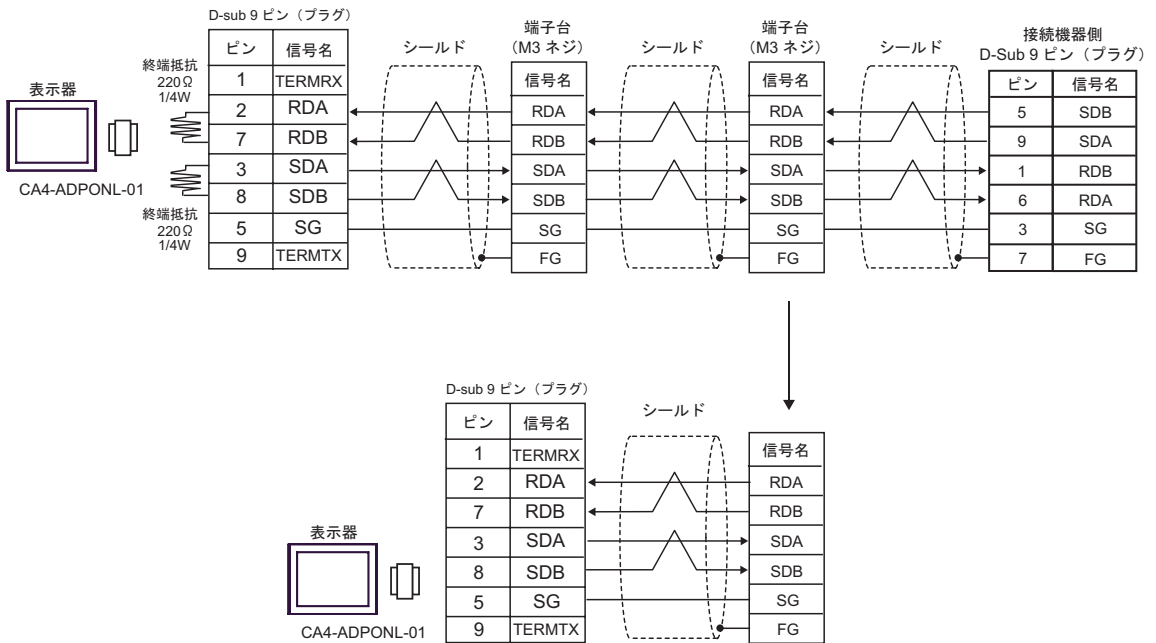 D-sub 9 ピン（プラグ）
ピン 信号名
1 TERMRX
2 RDA
7 RDB
3 SDA
8 SDB
5 SG
9 TERMTX
終端抵抗
220Ω
1/4W
終端抵抗
220Ω
1/4W
表示器
CA4-ADPONL-01
シールド
端子台
（M3 ネジ）
信号名
RDA
RDB
SDA
SDB
SG
FG
シールド
端子台
（M3 ネジ）
信号名
RDA
RDB
SDA
SDB
SG
FG
シールド
接続機器側
D-Sub 9 ピン（プラグ）
ピン 信号名
5 SDB
9 SDA
1 RDB
6 RDA
3 SG
7 FG
D-sub 9 ピン（プラグ）
ピン 信号名
1 TERMRX
2 RDA
7 RDB
3 SDA
8 SDB
5 SG
9 TERMTX
表示器
CA4-ADPONL-01
シールド
信号名
RDA
RDB
SDA
SDB
SG
FG